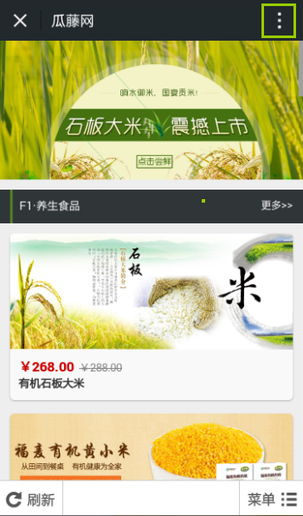 瓜藤网
响水御米，国宴贡米！
石板大米 震撼上市
点击尝鲜
F1·养生食品
更多>>
石板
米
￥268.00 ￥288.00
有机石板大米
福麦有机黄小米
从田间到餐桌 有机健康为全家
刷新
菜单